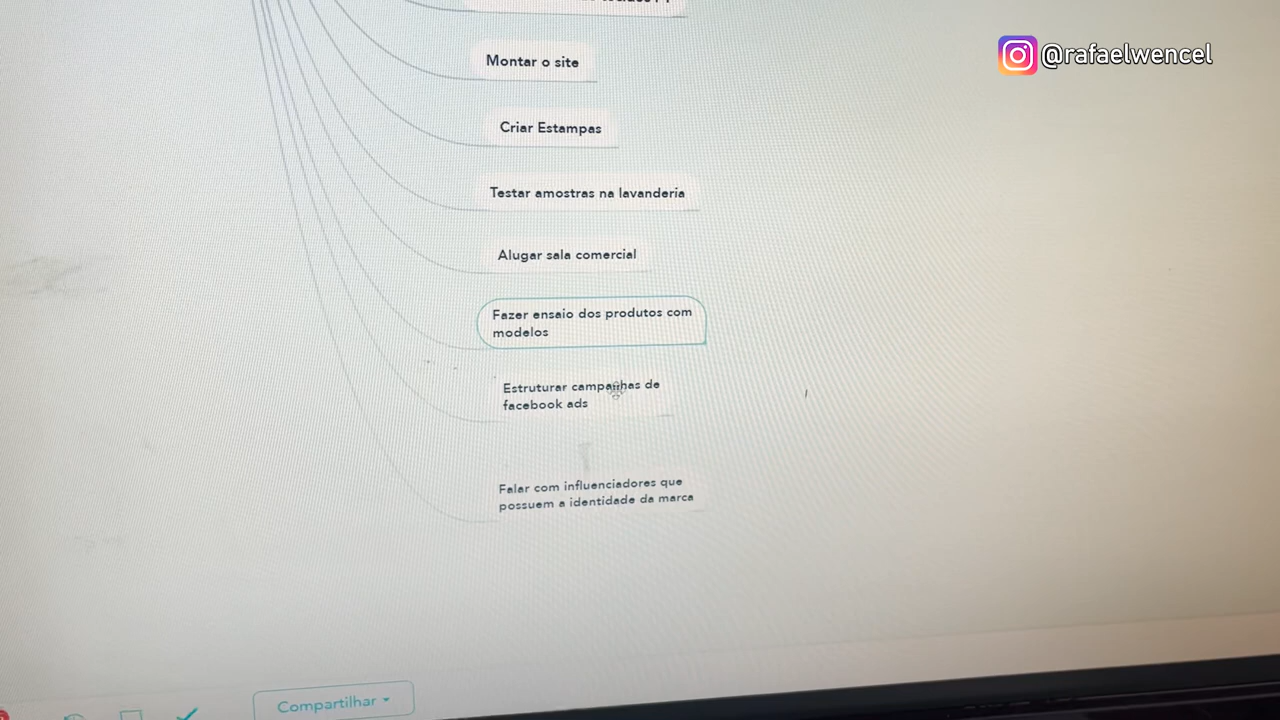 @rafaelwencel
Montar o site
Criar Estampas
Testar amostras na lavanderia
Alugar sala comercial
Fazer ensaio dos produtos com
modelos
Estruturar campanhas de
facebook ads
Falar com influenciadores que
possuem a identidade da marca
Compartilhar